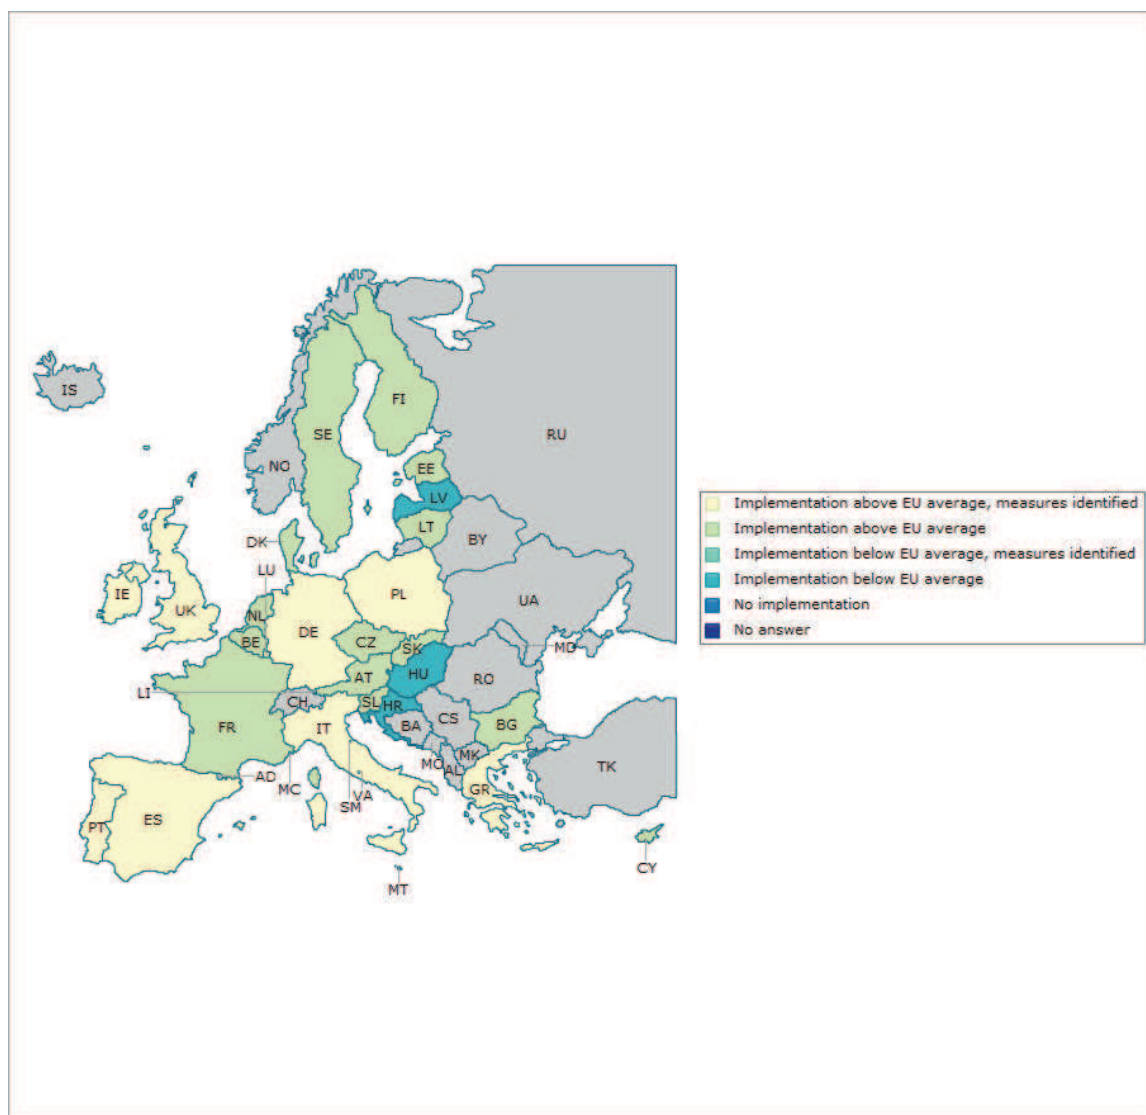 IS
FI
SE
RU
NO
EE
LV
LT
DK
BY
LU
IE
UK
NL
DE
PL
UA
BE
CZ
SK
MD
AT
HU
RO
LI
CH
SL
HR
FR
IT
BA
CS
BG
MK
MO
AL
TK
AD
MC
SM
VA
GR
PT
ES
CY
MT
Implementation above EU average, measures identified
Implementation above EU average
Implementation below EU average, measures identified
Implementation below EU average
No implementation
No answer